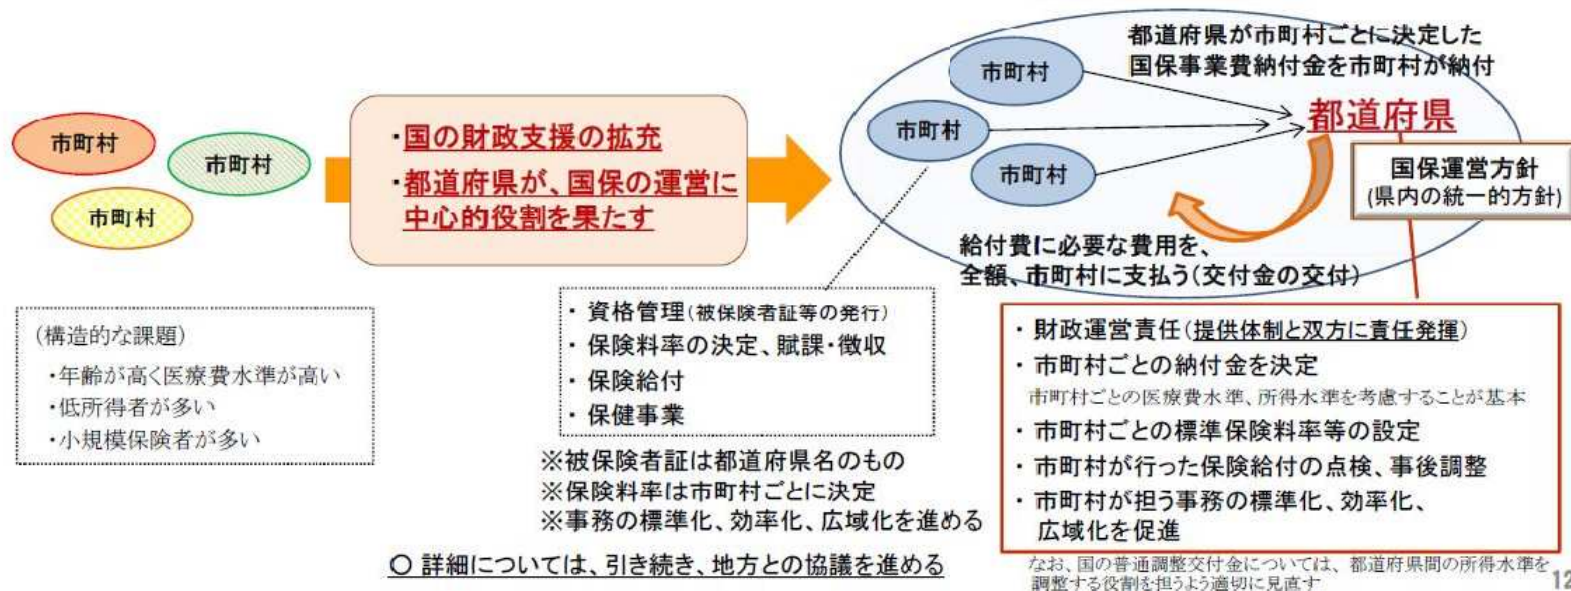 市町村
市町村
市町村
(構造的な課題)
・年齢が高く医療費水準が高い
・低所得者が多い
・小規模保険者が多い
・国の財政支援の拡充
・都道府県が、国保の運営に
中心的役割を果たす
都道府県が市町村ごとに決定した
国保事業費納付金を市町村が納付
市町村
市町村
市町村
都道府県
国保運営方針
(県内の統一的方針)
給付費に必要な費用を、
全額、市町村に支払う(交付金の交付)
・ 資格管理(被保険者証等の発行)
・ 保険料率の決定、賦課・徴収
・ 保険給付
・ 保健事業
※被保険者証は都道府県名のもの
※保険料率は市町村ごとに決定
※事務の標準化、効率化、広域化を進める
・ 財政運営責任(提供体制と双方に責任発揮)
・ 市町村ごとの納付金を決定
市町村ごとの医療費水準、所得水準を考慮することが基本
・ 市町村ごとの標準保険料率等の設定
・ 市町村が行った保険給付の点検、事後調整
・ 市町村が担う事務の標準化、効率化、
広域化を促進
○ 詳細については、引き続き、地方との協議を進める
なお、国の普通調整交付金については、都道府県間の所得水準を
調整する役割を担うよう適切に見直す
12